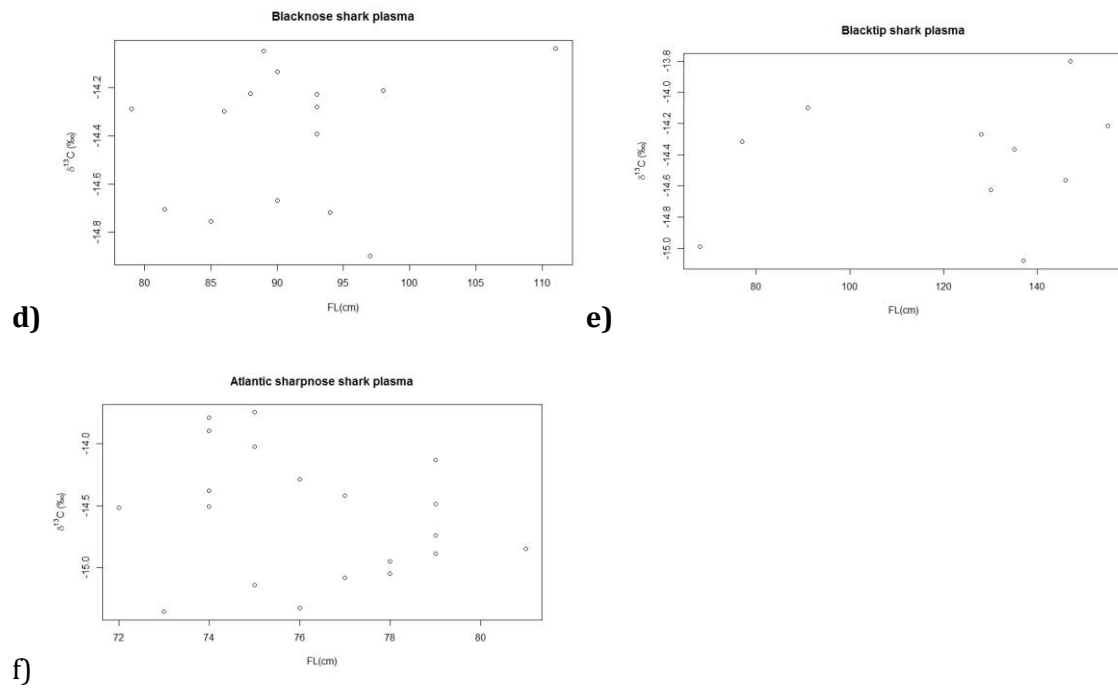 Blacknose shark plasma
-14.2
-14.4
-14.6
-14.8
δ13C (‰)
80 85 90 95 100 105 110
FL(cm)
d)
Blacktip shark plasma
-13.8
-14.0
-14.2
-14.4
-14.6
-14.8
-15.0
δ13C (‰)
80 100 120 140
FL(cm)
e)
Atlantic sharpnose shark plasma
-14.0
-14.5
-15.0
δ13C (‰)
72 74 76 78 80
FL(cm)
f)